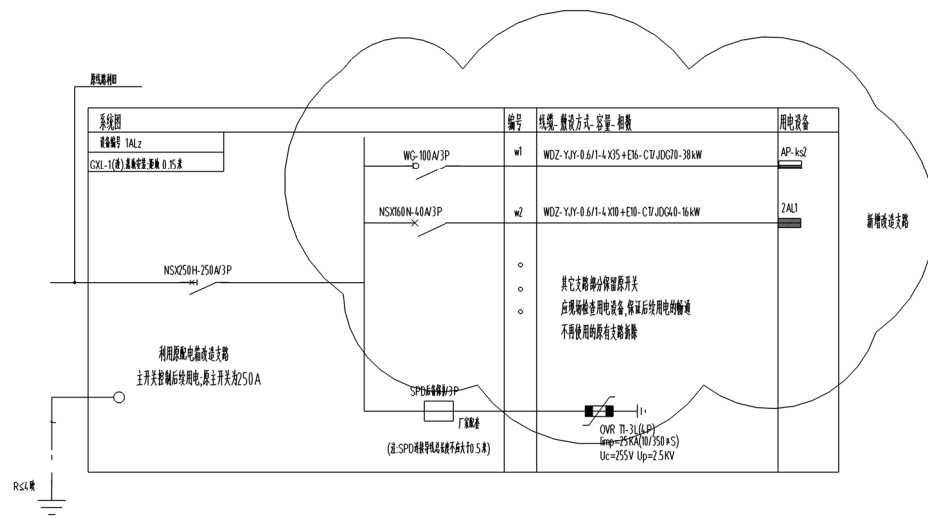 原线路利旧
系统图
编号
线缆-敷设方式-容量-相数
用电设备
设备编号 1ALz
GXL-1(改),落地安装;距地 0.15米
WG-100A/3P
w1
WDZ-YJY-0.6/1-4X35+E16-CT/JDG70-38kW
AP-ks2
NSX160N-40A/3P
w2
WDZ-YJY-0.6/1-4X10+E10-CT/JDG40-16kW
2AL1
新增改造支路
NSX250H-250A/3P
其它支路部分保留原开关
应现场检查用电设备,保证后续用电的畅通
不再使用的原有支路拆除
利用原配电箱改造支路
主开关控制后续用电;原主开关为250A
SPD后备保护/3P
厂家配套
(注:SPD连接导线总长度不应大于0.5米)
OVR T1-3L(4P)
Iimp=25KA(10/350µS)
Uc=255V Up=2.5KV
R≤4欧